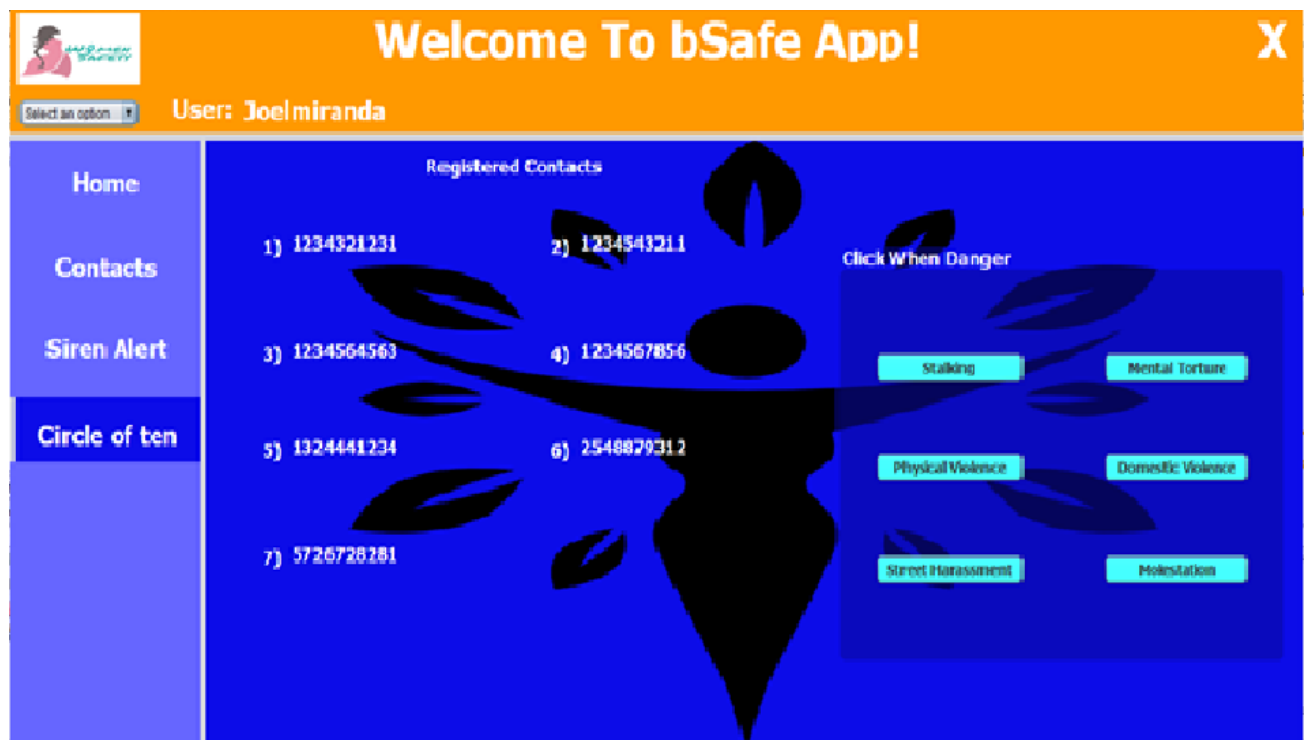 WOMEN
SAFETY
Welcome To bSafe App!
X
Select an option
User: Joelmiranda
Home
Contacts
Siren Alert
Circle of ten
Registered Contacts
1) 1234321231
2) 1234543211
3) 1234564563
4) 1234567856
5) 1324441234
6) 2548879312
7) 5726728281
Click When Danger
Stalking
Mental Torture
Physical Violence
Domestic Violence
Street Harassment
Molestation